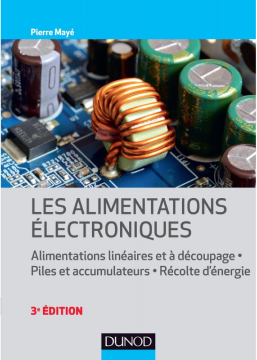 Pierre Mayé
LES ALIMENTATIONS
ÉLECTRONIQUES
Alimentations linéaires et à découpage •
Piles et accumulateurs • Récolte d'énergie
3e ÉDITION
DUNOD